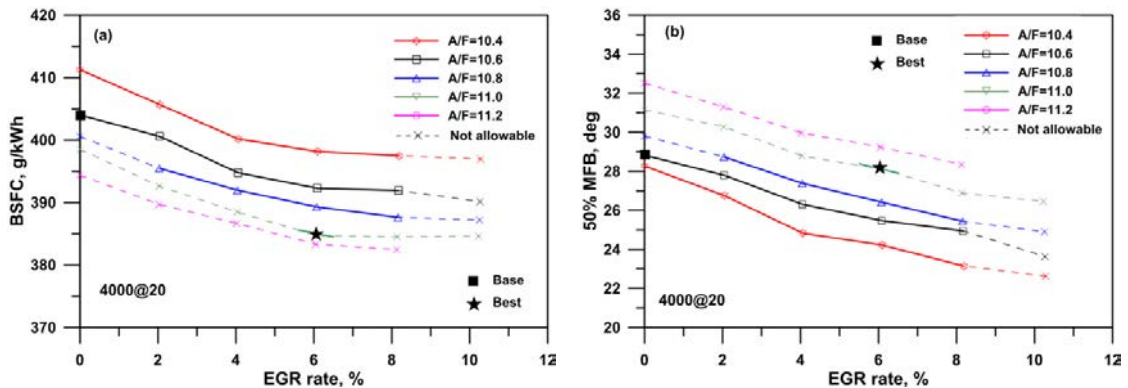 (a)
A/F=10.4
A/F=10.6
A/F=10.8
A/F=11.0
A/F=11.2
Not allowable
Base
Best
4000@20
420
410
400
390
380
370
BSFC, g/kWh
0 2 4 6 8 10 12
EGR rate, %
(b)
Base
Best
A/F=10.4
A/F=10.6
A/F=10.8
A/F=11.0
A/F=11.2
Not allowable
4000@20
36
34
32
30
28
26
24
22
20
50% MFB, deg
0 2 4 6 8 10 12
EGR rate, %